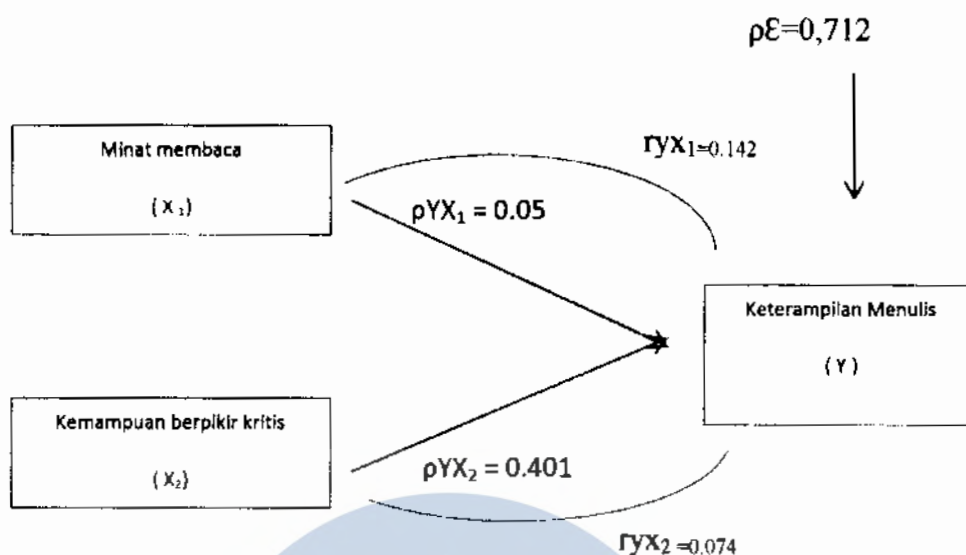 ρƐ=0,712
Minat membaca
(X₁)
ryx₁=0.142
ρYX₁ = 0.05
Keterampilan Menulis
(Y)
Kemampuan berpikir kritis
(X₂)
ρYX₂ = 0.401
ryx₂ =0.074